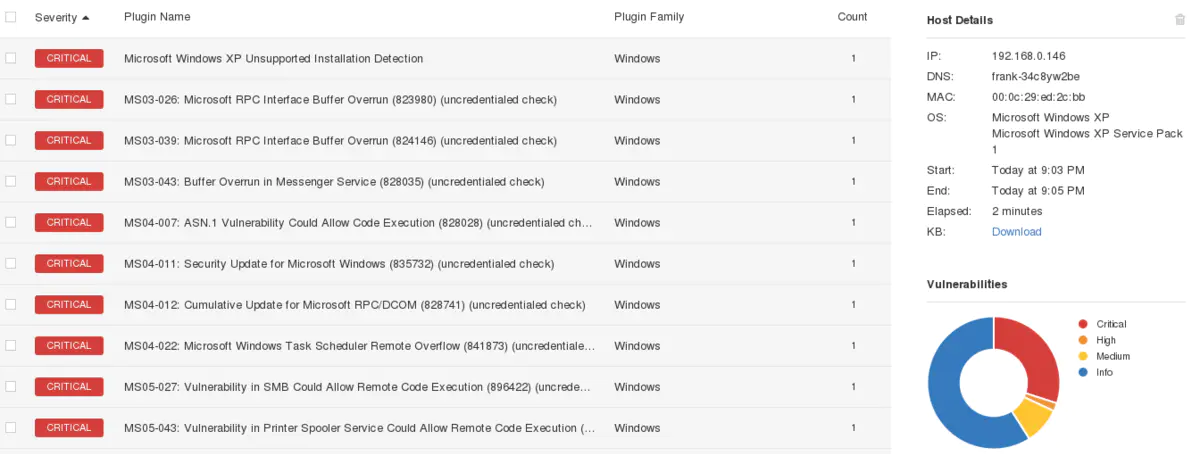 Severity Plugin Name Plugin Family Count
CRITICAL Microsoft Windows XP Unsupported Installation Detection Windows 1
CRITICAL MS03-026: Microsoft RPC Interface Buffer Overrun (823980) (uncredentialed check) Windows 1
CRITICAL MS03-039: Microsoft RPC Interface Buffer Overrun (824146) (uncredentialed check) Windows 1
CRITICAL MS03-043: Buffer Overrun in Messenger Service (828035) (uncredentialed check) Windows 1
CRITICAL MS04-007: ASN.1 Vulnerability Could Allow Code Execution (828028) (uncredentialed ch... Windows 1
CRITICAL MS04-011: Security Update for Microsoft Windows (835732) (uncredentialed check) Windows 1
CRITICAL MS04-012: Cumulative Update for Microsoft RPC/DCOM (828741) (uncredentialed check) Windows 1
CRITICAL MS04-022: Microsoft Windows Task Scheduler Remote Overflow (841873) (uncredentiale... Windows 1
CRITICAL MS05-027: Vulnerability in SMB Could Allow Remote Code Execution (896422) (uncrede... Windows 1
CRITICAL MS05-043: Vulnerability in Printer Spooler Service Could Allow Remote Code Execution (... Windows 1
Host Details
IP: 192.168.0.146
DNS: frank-34c8yw2be
MAC: 00:0c:29:ed:2c:bb
OS: Microsoft Windows XP
Microsoft Windows XP Service Pack
1
Start: Today at 9:03 PM
End: Today at 9:05 PM
Elapsed: 2 minutes
KB: Download
Vulnerabilities
Critical
High
Medium
Info